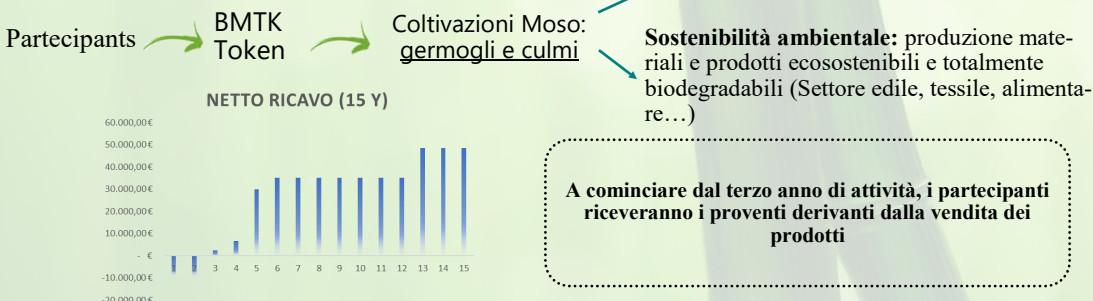 Partecipants
BMTK
Token
Coltivazioni Moso:
germogli e culmi
Sostenibilità ambientale: produzione mate-
riali e prodotti ecosostenibili e totalmente
biodegradabili (Settore edile, tessile, alimenta-
re…)
NETTO RICAVO (15 Y)
60.000,00€
50.000,00€
40.000,00€
30.000,00€
20.000,00€
10.000,00€
- €
-10.000,00€
-20.000,00€
1 2 3 4 5 6 7 8 9 10 11 12 13 14 15
A cominciare dal terzo anno di attività, i partecipanti
riceveranno i proventi derivanti dalla vendita dei
prodotti